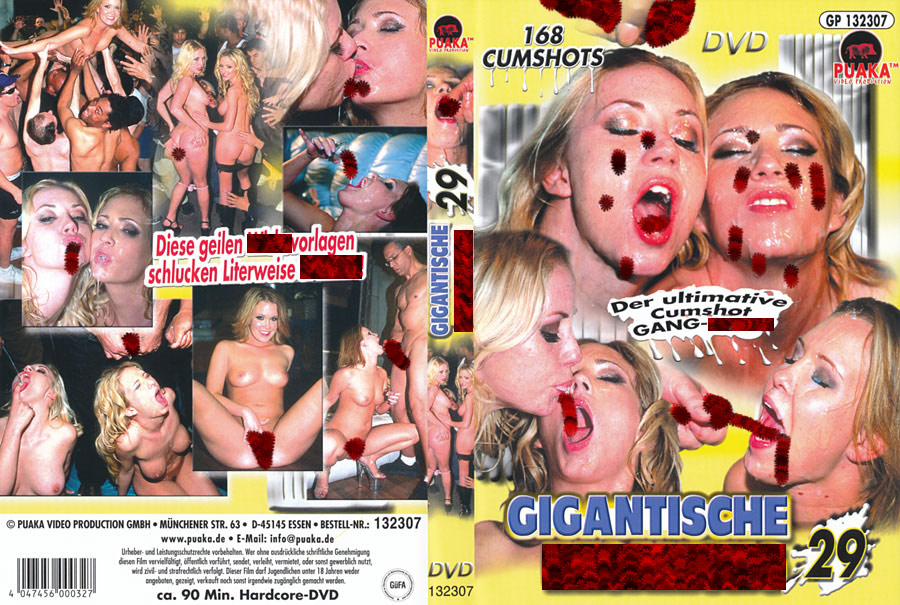 Diese geilen vorlagen
schlucken Literweise
© PUAKA VIDEO PRODUCTION GMBH • MÜNCHENER STR. 63 • D-45145 ESSEN • BESTELL-NR.: 132307
www.puaka.de • E-Mail: info@puaka.de
Urheber- und Leistungsschutzrechte vorbehalten. Wer ohne ausdrückliche schriftliche Genehmigung
diesen Film vervielfältigt, öffentlich vorführt, sendet, verleiht, vermietet, oder sonst gewerblich nutzt,
wird zivil- und strafrechtlich verfolgt. Dieser Film darf Jugendlichen unter 18 Jahren weder
angeboten, gezeigt, verkauft noch sonst irgendwie zugänglich gemacht werden.
ca. 90 Min. Hardcore-DVD
4 047456 000327
GüFA
PUAKA™
VIDEO PRODUCTION
29
GIGANTISCHE
DVD
132307
168
CUMSHOTS
DVD
GP 132307
PUAKA™
VIDEO PRODUCTION
Der ultimative
Cumshot
GANG-
GIGANTISCHE
29